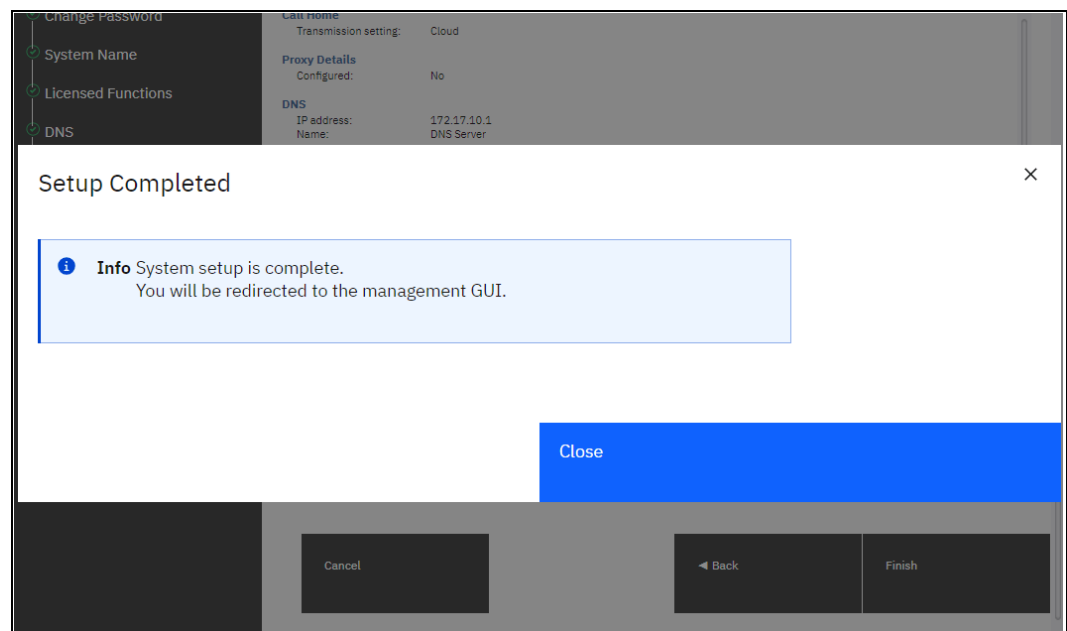 Change Password
System Name
Licensed Functions
DNS
Call Home
Transmission setting: Cloud
Proxy Details
Configured: No
DNS
IP address: 172.17.10.1
Name: DNS Server
Setup Completed
Info System setup is complete.
You will be redirected to the management GUI.
Close
Cancel
◄ Back
Finish